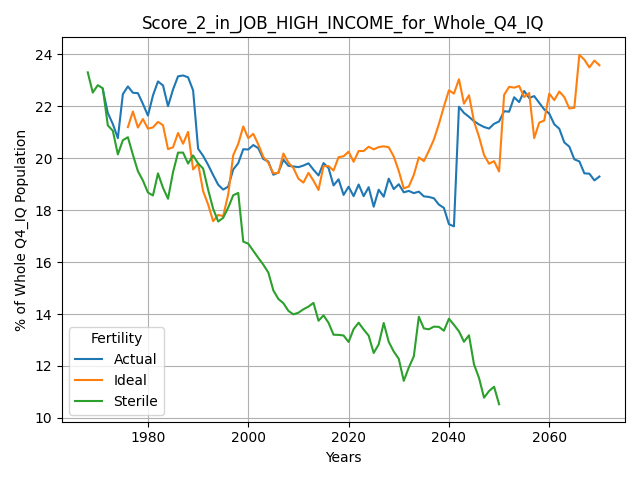 Score_2_in_JOB_HIGH_INCOME_for_Whole_Q4_IQ
% of Whole Q4_IQ Population
24
22
20
18
16
14
12
10
Fertility
Actual
Ideal
Sterile
1980
2000
2020
2040
2060
Years